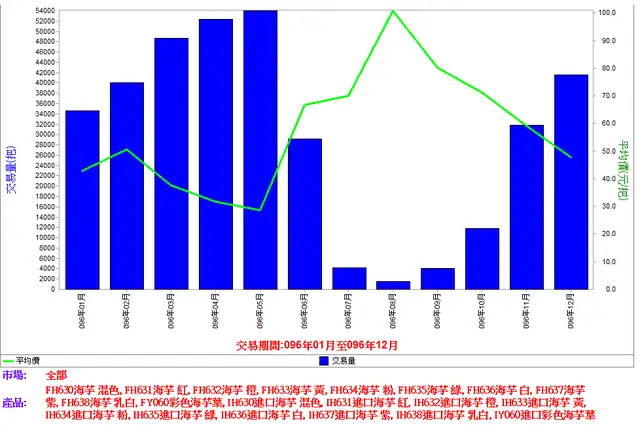 54000
52000
50000
48000
46000
44000
42000
40000
38000
36000
34000
32000
30000
28000
26000
24000
22000
20000
18000
16000
14000
12000
10000
8000
6000
4000
2000
0
交易量(把)
100.0
90.0
80.0
70.0
60.0
50.0
40.0
30.0
20.0
10.0
0.0
平均價(元/把)
096年01月
096年02月
096年03月
096年04月
096年05月
096年06月
096年07月
096年08月
096年09月
096年10月
096年11月
096年12月
交易期間:096年01月至096年12月
平均價 交易量
市場: 全部
FH630海芋 混色, FH631海芋 紅, FH632海芋 橙, FH633海芋 黃, FH634海芋 粉, FH635海芋 綠, FH636海芋 白, FH637海芋
產品: 紫, FH638海芋 乳白, FY060彩色海芋葉, IH630進口海芋 混色, IH631進口海芋 紅, IH632進口海芋 橙, IH633進口海芋 黃,
IH634進口海芋 粉, IH635進口海芋 綠, IH636進口海芋 白, IH637進口海芋 紫, IH638進口海芋 乳白, IY060進口彩色海芋葉